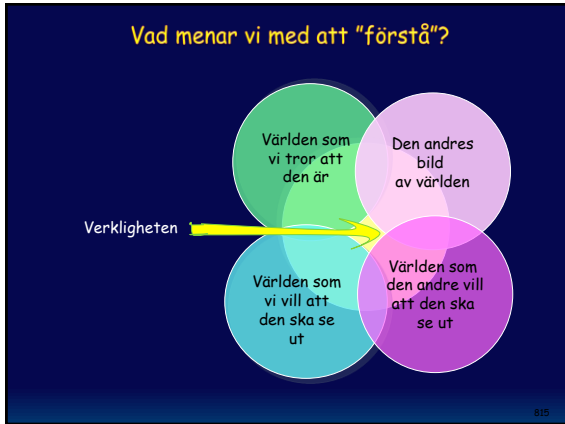 Vad menar vi med att ”förstå”?
Världen som
vi tror att
den är
Den andres
bild
av världen
Verkligheten
Världen som
vi vill att
den ska se
ut
Världen som
den andre vill
att den ska
se ut
815